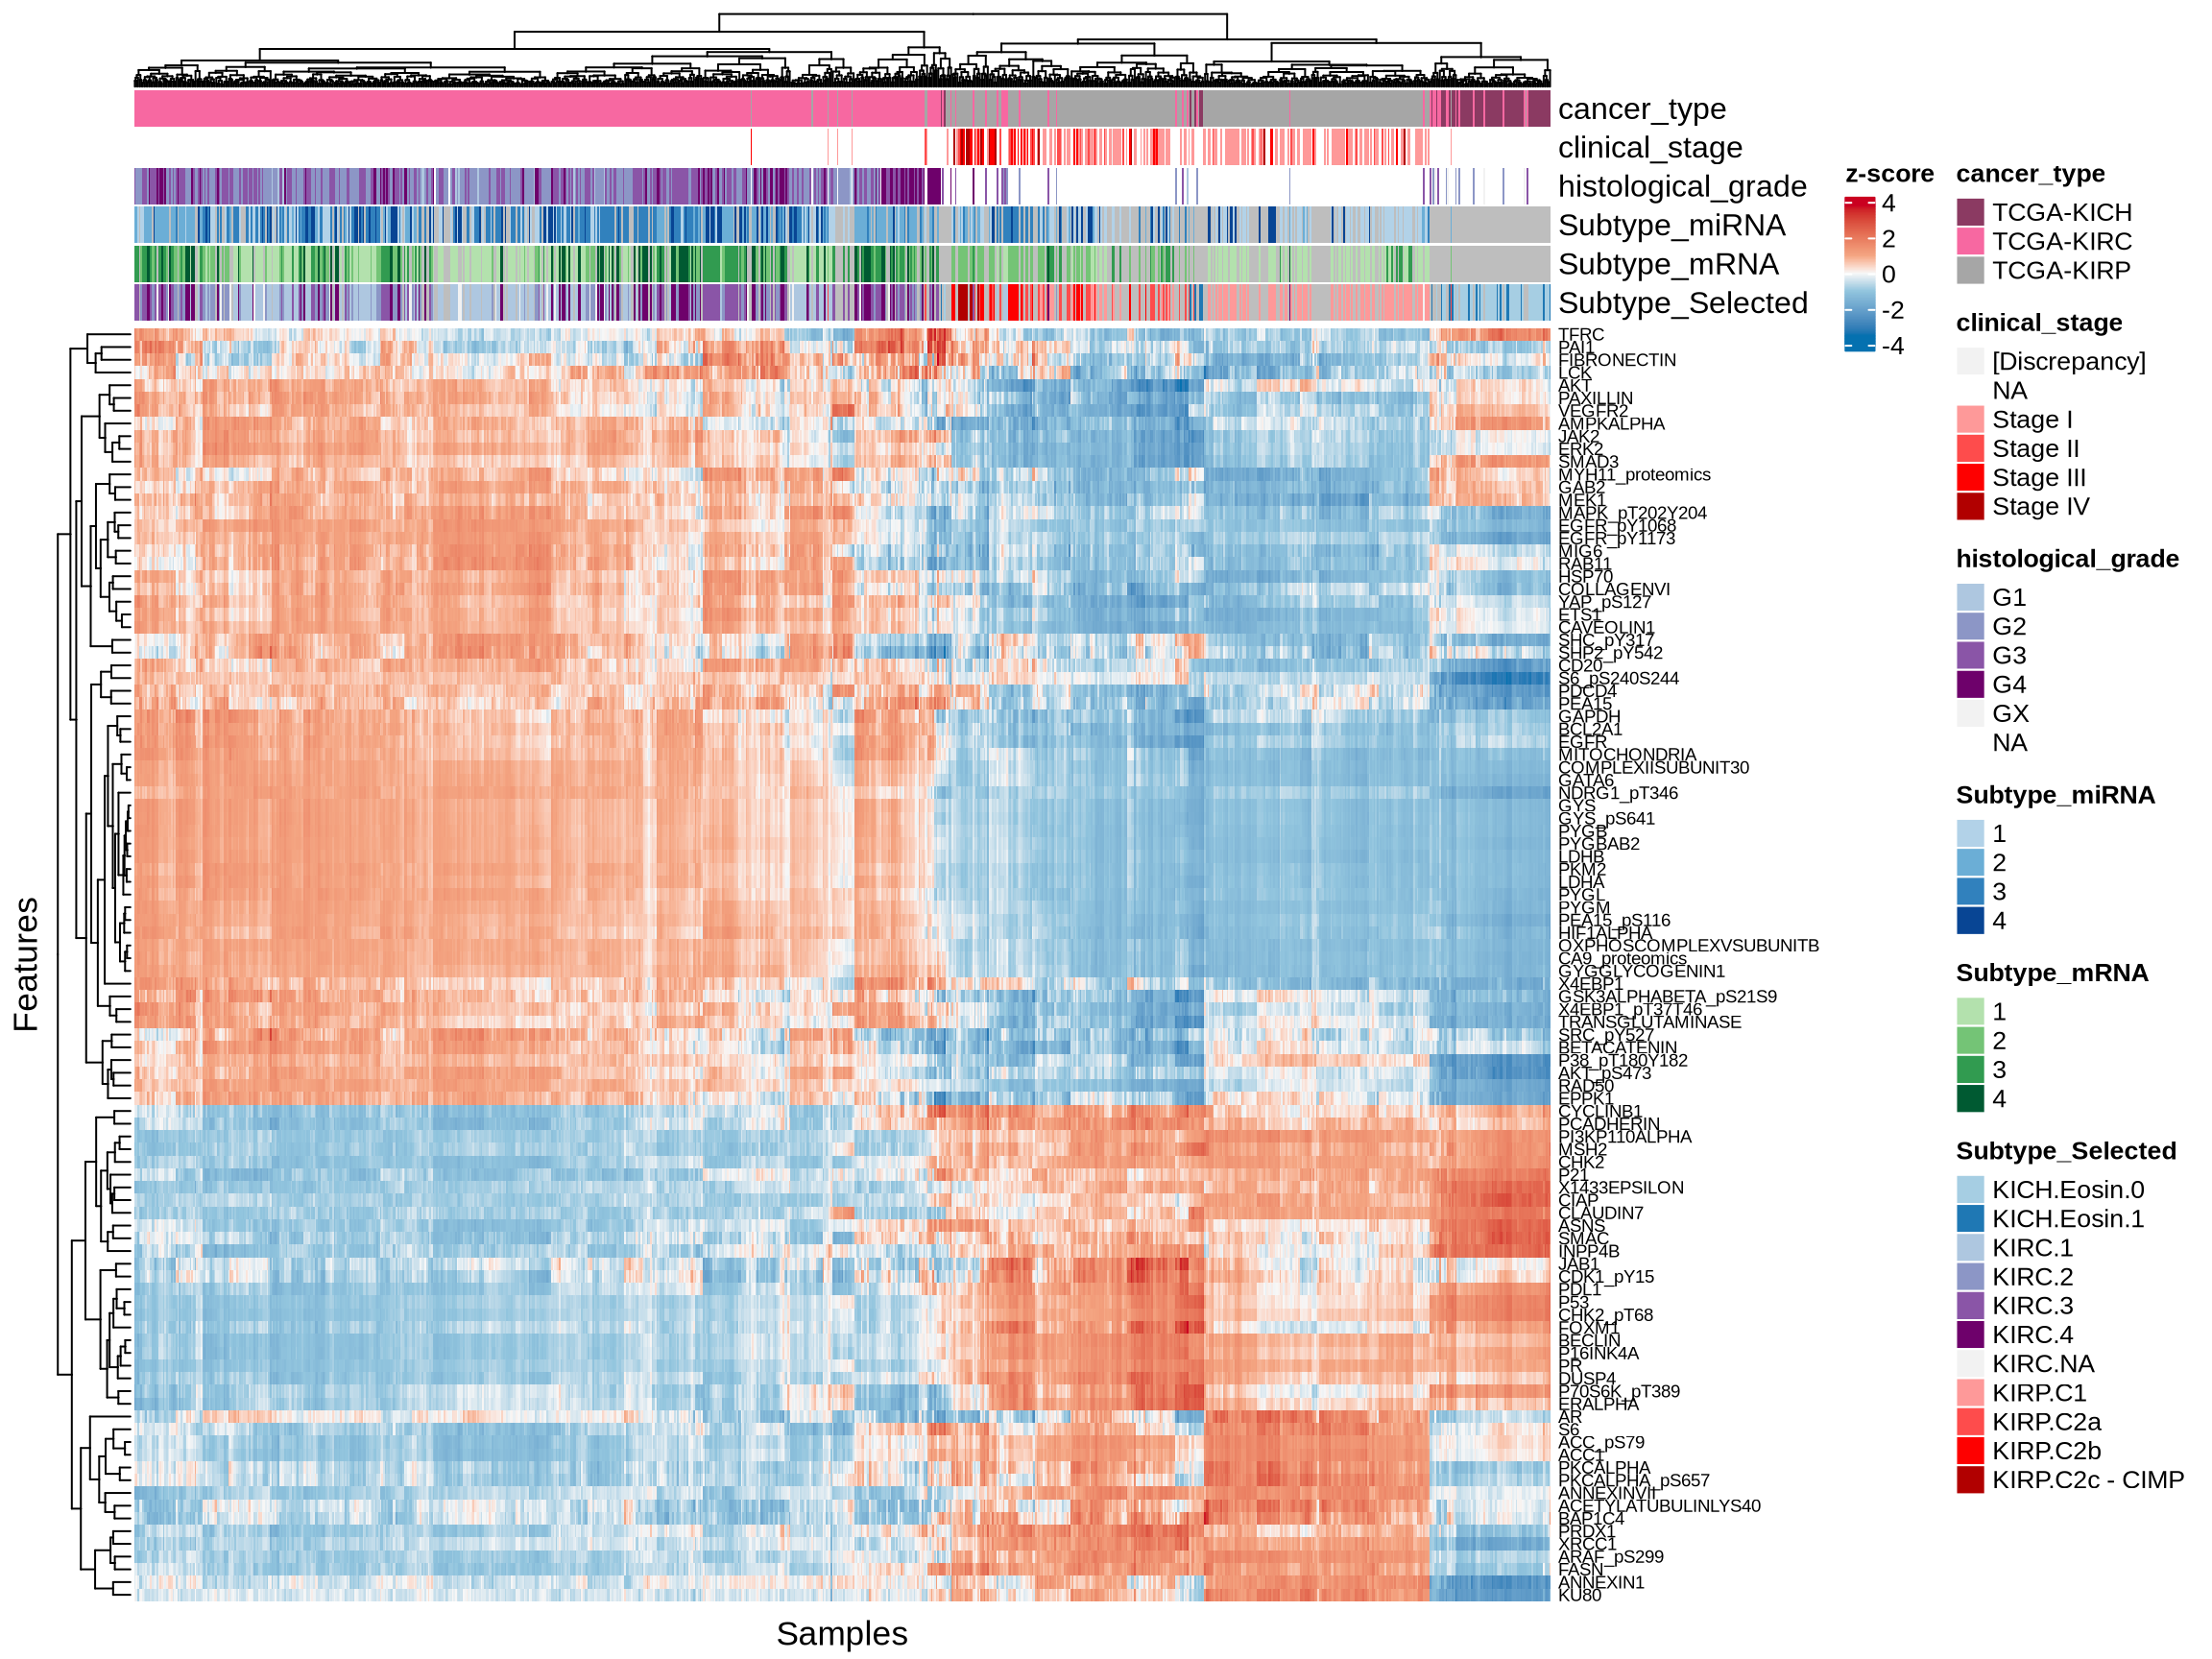 cancer_type
clinical_stage
histological_grade
Subtype_miRNA
Subtype_mRNA
Subtype_Selected
TFRC
PAI1
FIBRONECTIN
LCK
AKT
PAXILLIN
VEGFR2
AMPKALPHA
JAK2
ERK2
SMAD3
MYH11_proteomics
GAB2
MEK1
MAPK_pT202Y204
EGFR_pY1068
EGFR_pY1173
MIG6
RAB11
HSP70
COLLAGENVI
YAP_pS127
ETS1
CAVEOLIN1
SHC_pY317
SHP2_pY542
CD20
S6_pS240S244
PDCD4
PEA15
GAPDH
BCL2A1
EGFR
MITOCHONDRIA
COMPLEXIISUBUNIT30
GATA6
NDRG1_pT346
GYS
GYS_pS641
PYGB
PYGBAB2
LDHB
PKM2
LDHA
PYGL
PYGM
PEA15_pS116
HIF1ALPHA
OXPHOSCOMPLEXVSUBUNITB
CA9_proteomics
GYGGLYCOGENIN1
X4EBP1
GSK3ALPHABETA_pS21S9
X4EBP1_pT37T46
TRANSGLUTAMINASE
SRC_pY527
BETACATENIN
P38_pT180Y182
AKT_pS473
RAD50
EPPK1
CYCLINB1
PCADHERIN
PI3KP110ALPHA
MSH2
CHK2
P21
X1433EPSILON
CIAP
CLAUDIN7
ASNS
SMAC
INPP4B
JAB1
CDK1_pY15
PDL1
P53
CHK2_pT68
FOXM1
BECLIN
P16INK4A
PR
DUSP4
P70S6K_pT389
ERALPHA
AR
S6
ACC_pS79
ACC1
PKCALPHA
PKCALPHA_pS657
ANNEXINVII
ACETYLATUBULINLYS40
BAP1C4
PRDX1
XRCC1
ARAF_pS299
FASN
ANNEXIN1
KU80
Features
Samples
z-score
4
2
0
-2
-4
cancer_type
TCGA-KICH
TCGA-KIRC
TCGA-KIRP
clinical_stage
[Discrepancy]
NA
Stage I
Stage II
Stage III
Stage IV
histological_grade
G1
G2
G3
G4
GX
NA
Subtype_miRNA
1
2
3
4
Subtype_mRNA
1
2
3
4
Subtype_Selected
KICH.Eosin.0
KICH.Eosin.1
KIRC.1
KIRC.2
KIRC.3
KIRC.4
KIRC.NA
KIRP.C1
KIRP.C2a
KIRP.C2b
KIRP.C2c - CIMP